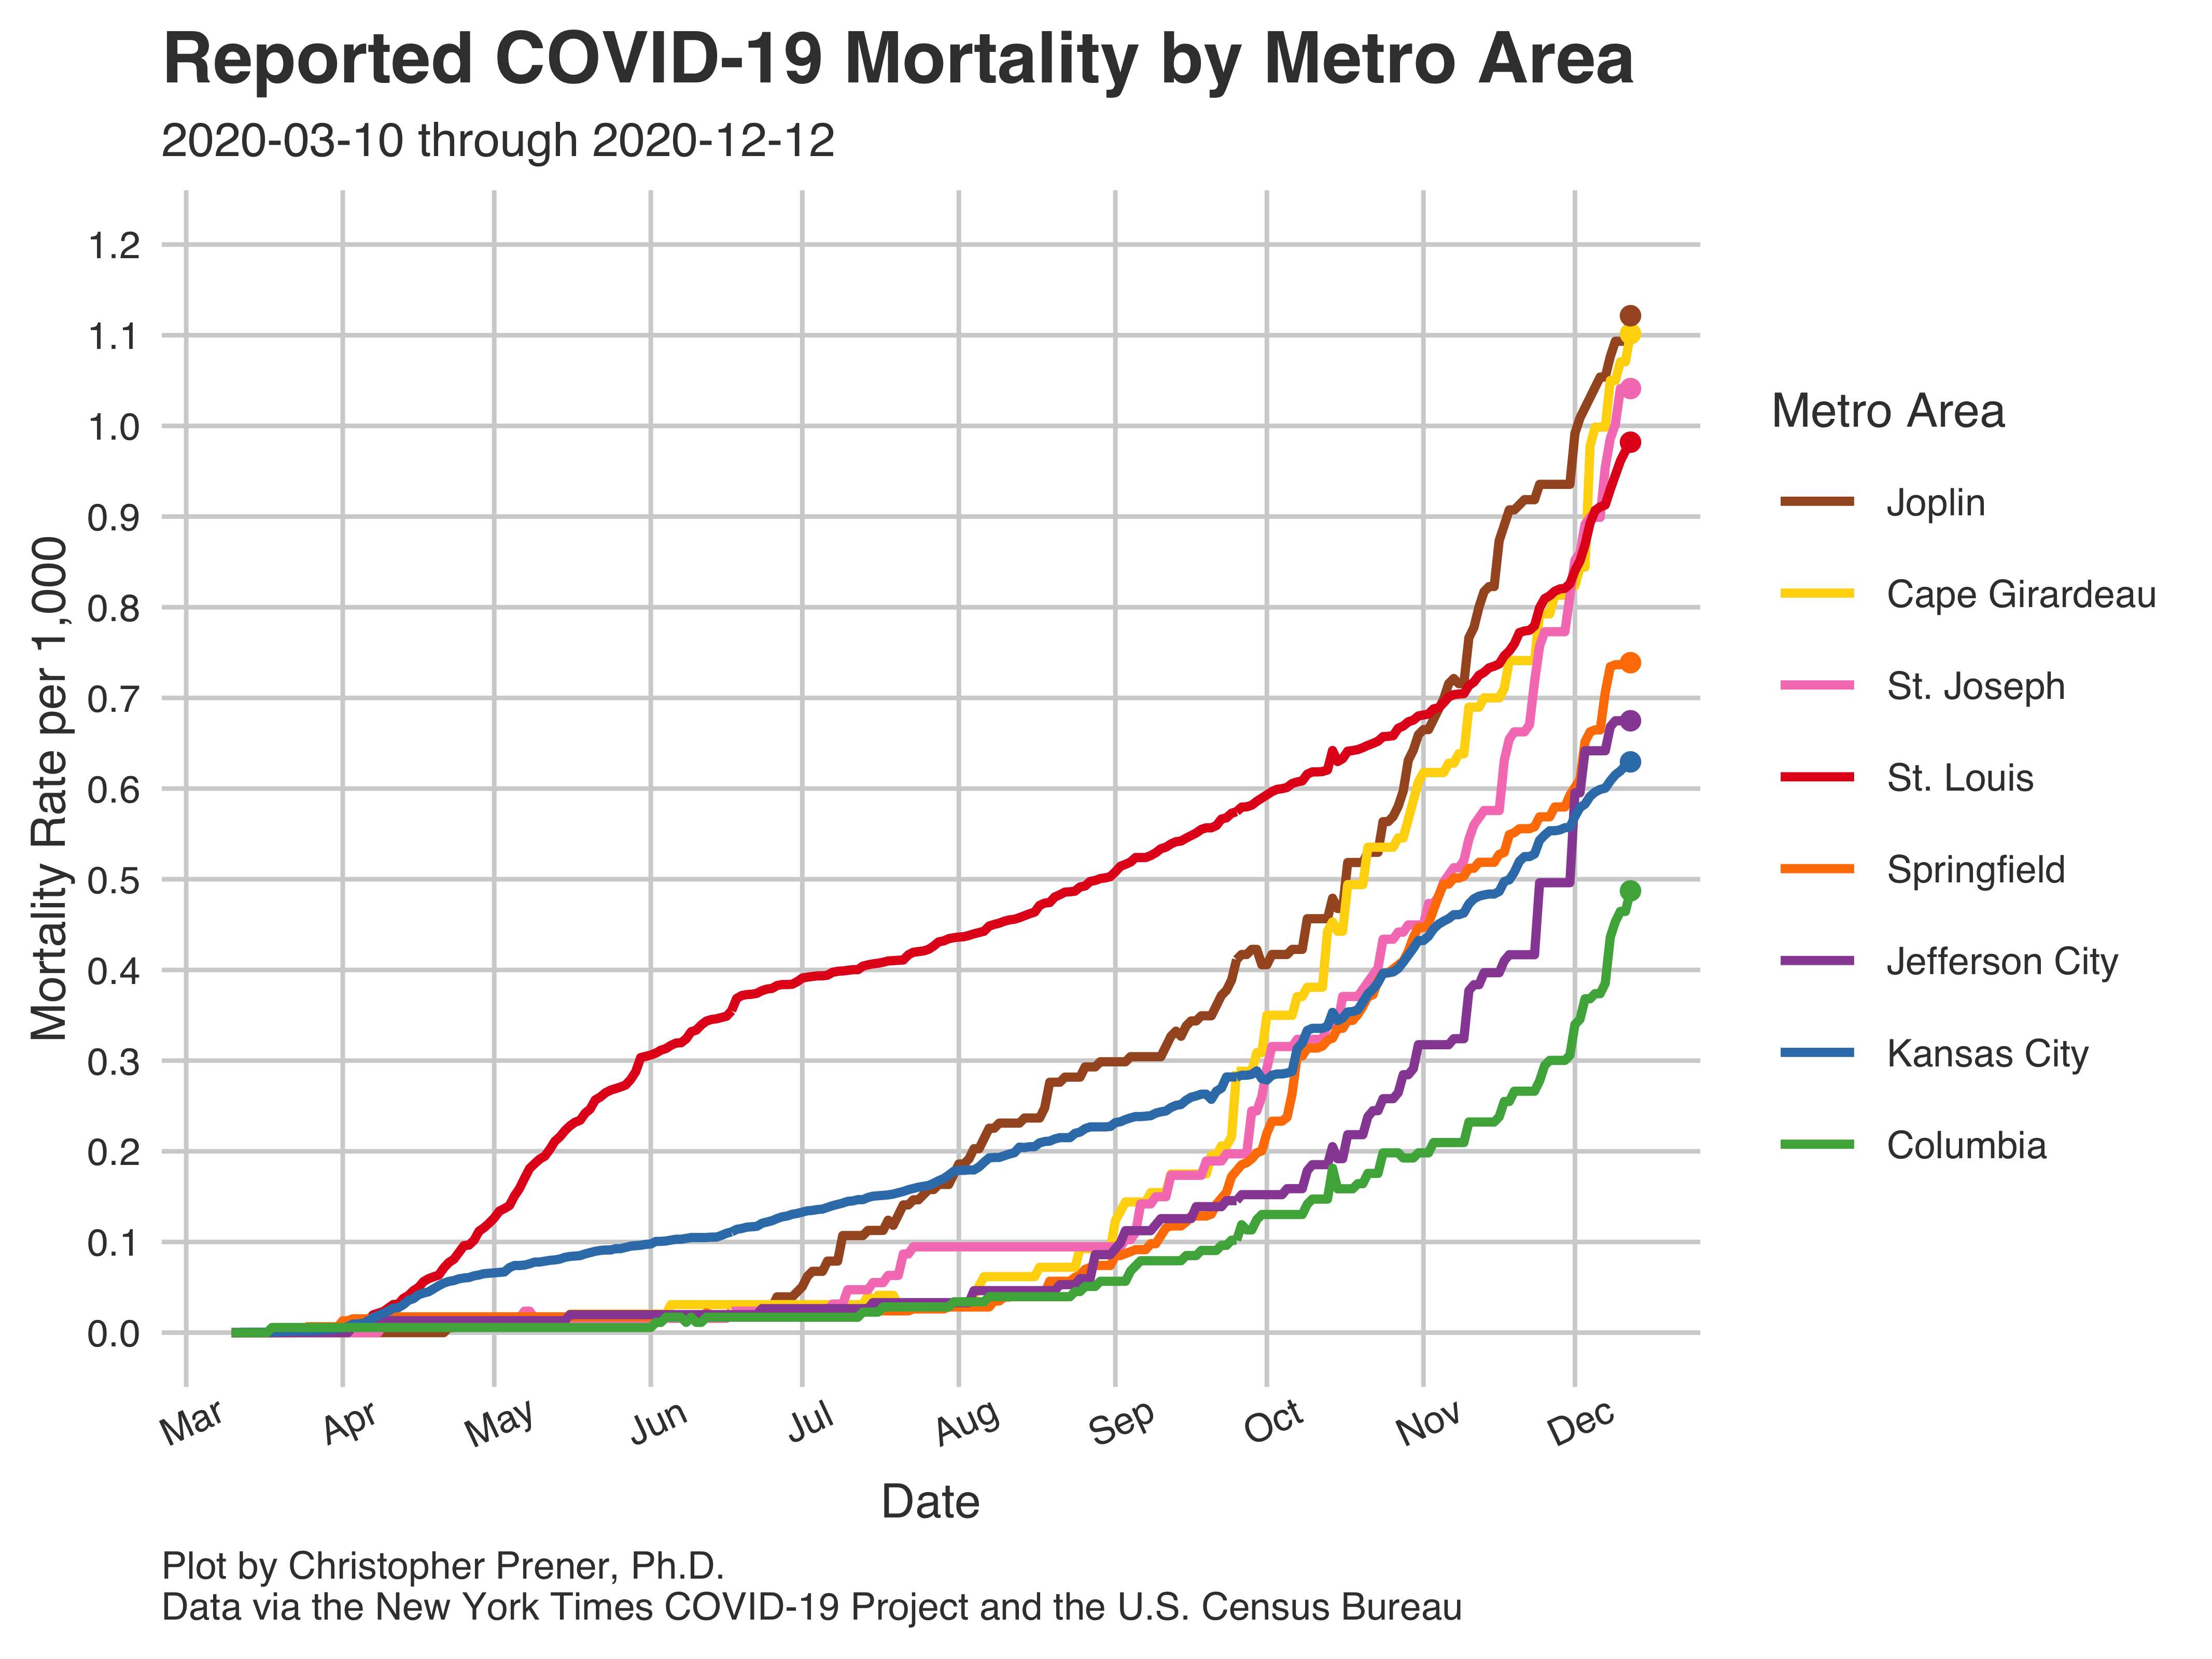 Reported COVID-19 Mortality by Metro Area
2020-03-10 through 2020-12-12
Mortality Rate per 1,000
1.2
1.1
1.0
0.9
0.8
0.7
0.6
0.5
0.4
0.3
0.2
0.1
0.0
Mar
Apr
May
Jun
Jul
Aug
Sep
Oct
Nov
Dec
Date
Metro Area
Joplin
Cape Girardeau
St. Joseph
St. Louis
Springfield
Jefferson City
Kansas City
Columbia
Plot by Christopher Prener, Ph.D.
Data via the New York Times COVID-19 Project and the U.S. Census Bureau